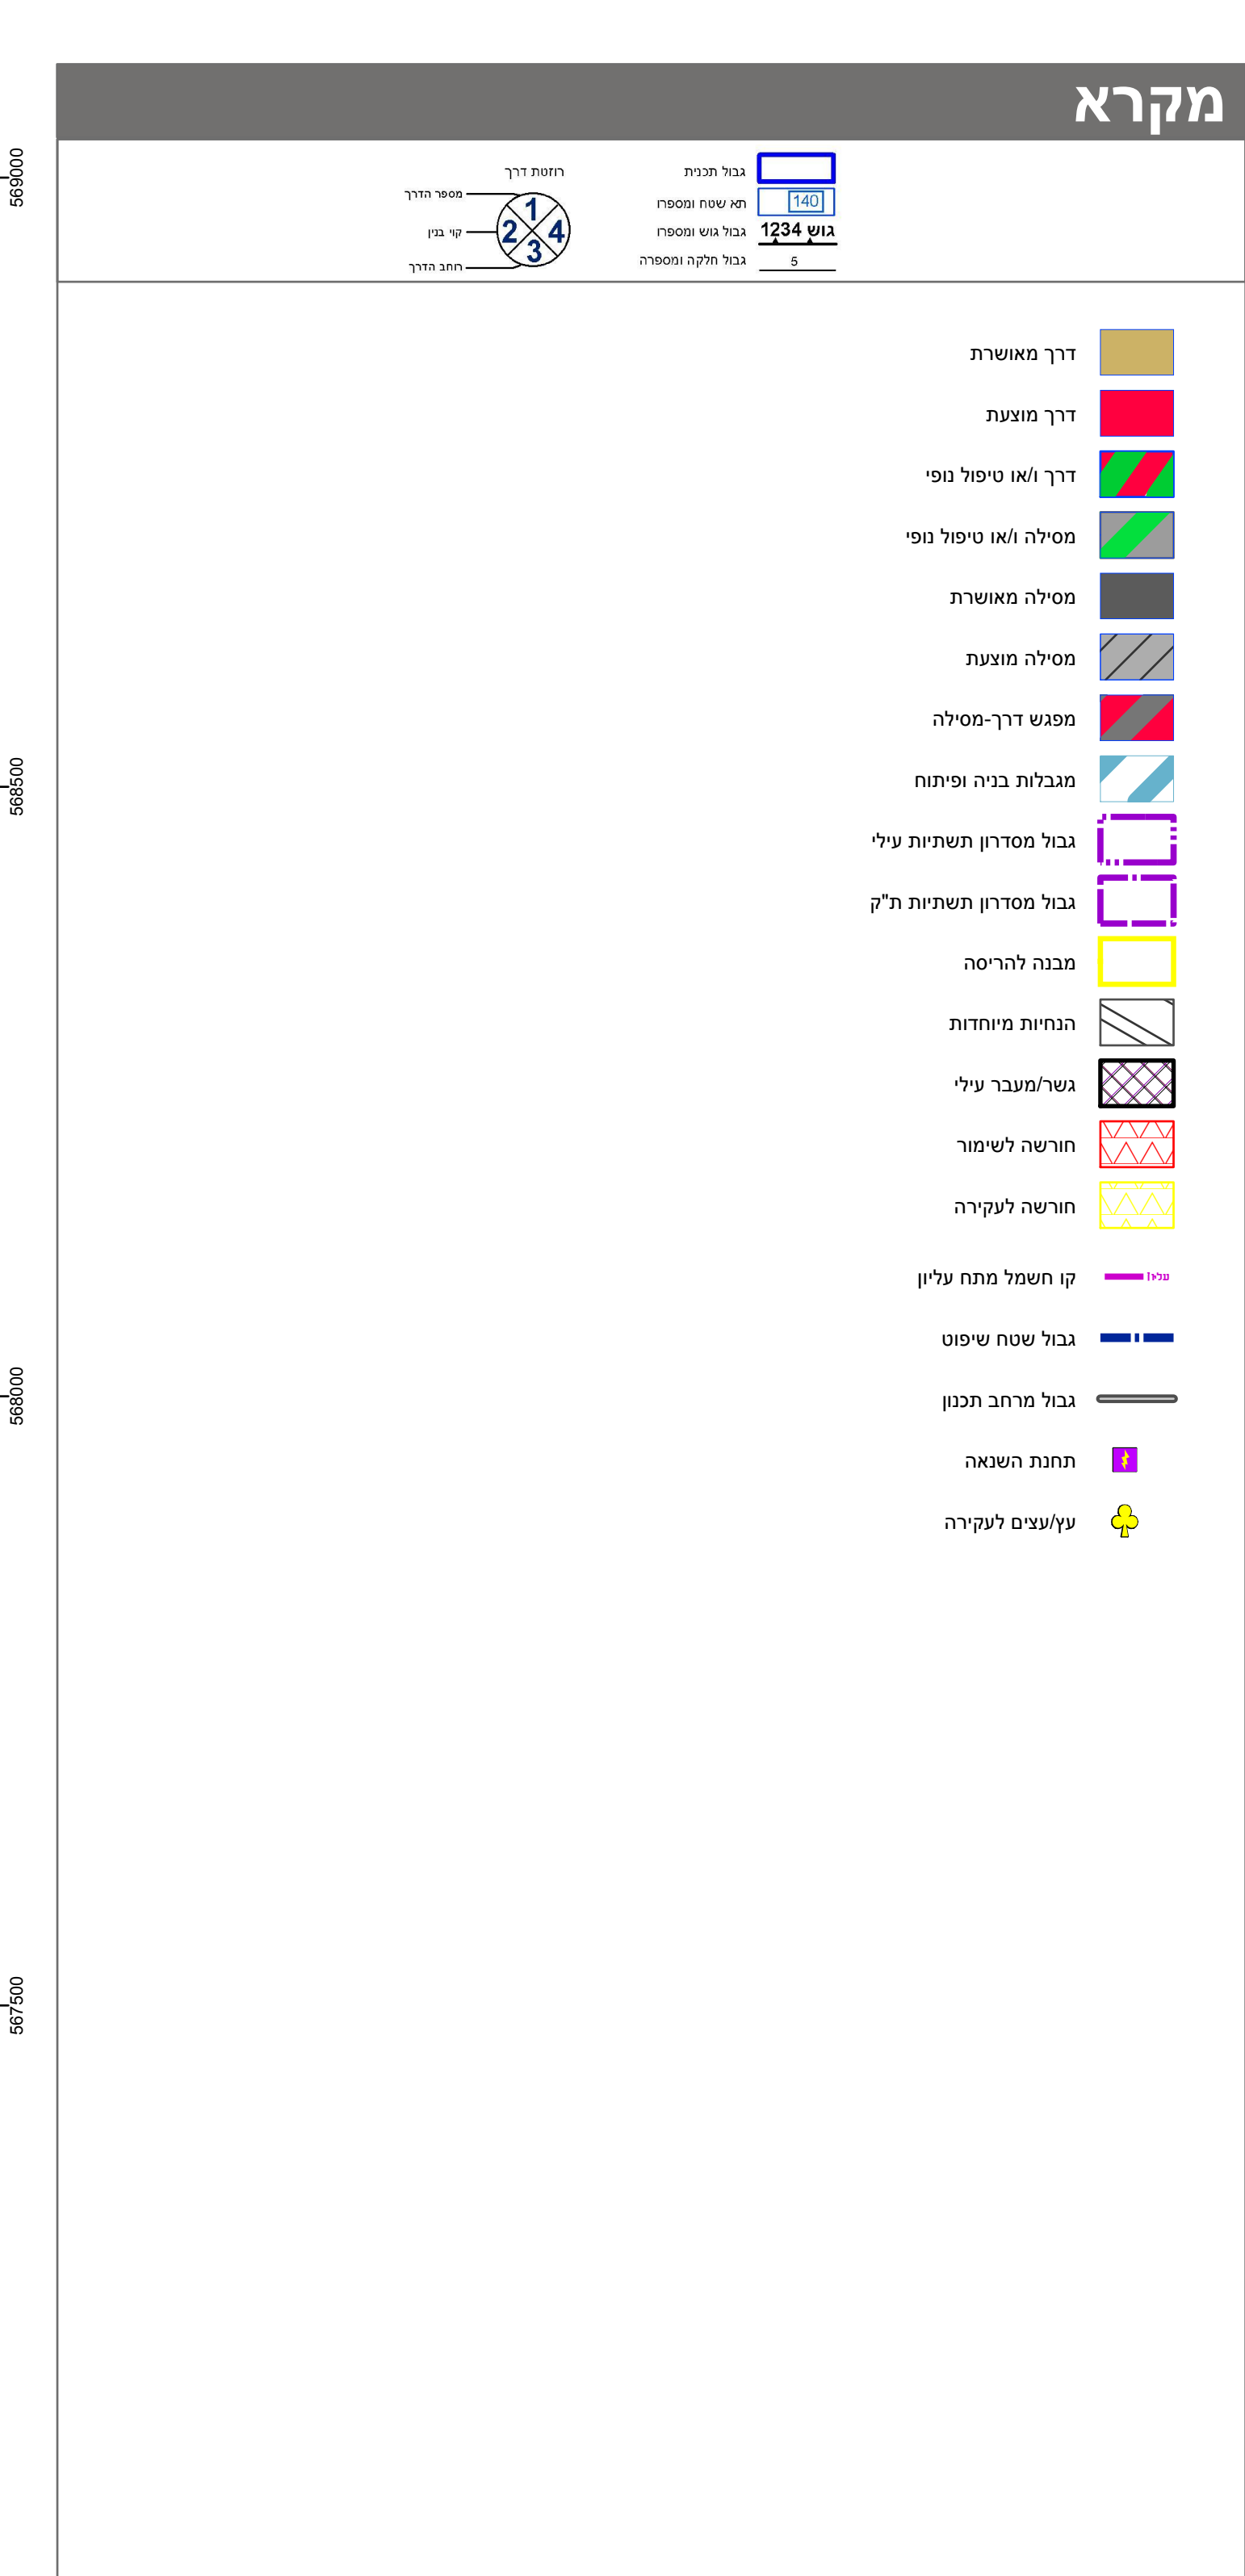 מקרא
גבול תכנית
140 תא שטח ומספרו
גוש 1234 גבול גוש ומספרו
5 גבול חלקה ומספרה
רוזטת דרך
מספר הדרך
קוי בנין
רוחב הדרך
1
2 4
3
דרך מאושרת
דרך מוצעת
דרך ו/או טיפול נופי
מסילה ו/או טיפול נופי
מסילה מאושרת
מסילה מוצעת
מפגש דרך-מסילה
מגבלות בניה ופיתוח
גבול מסדרון תשתיות עילי
גבול מסדרון תשתיות ת"ק
מבנה להריסה
הנחיות מיוחדות
גשר/מעבר עילי
חורשה לשימור
חורשה לעקירה
עליון קו חשמל מתח עליון
גבול שטח שיפוט
גבול מרחב תכנון
תחנת השנאה
עץ/עצים לעקירה
569000
568500
568000
567500